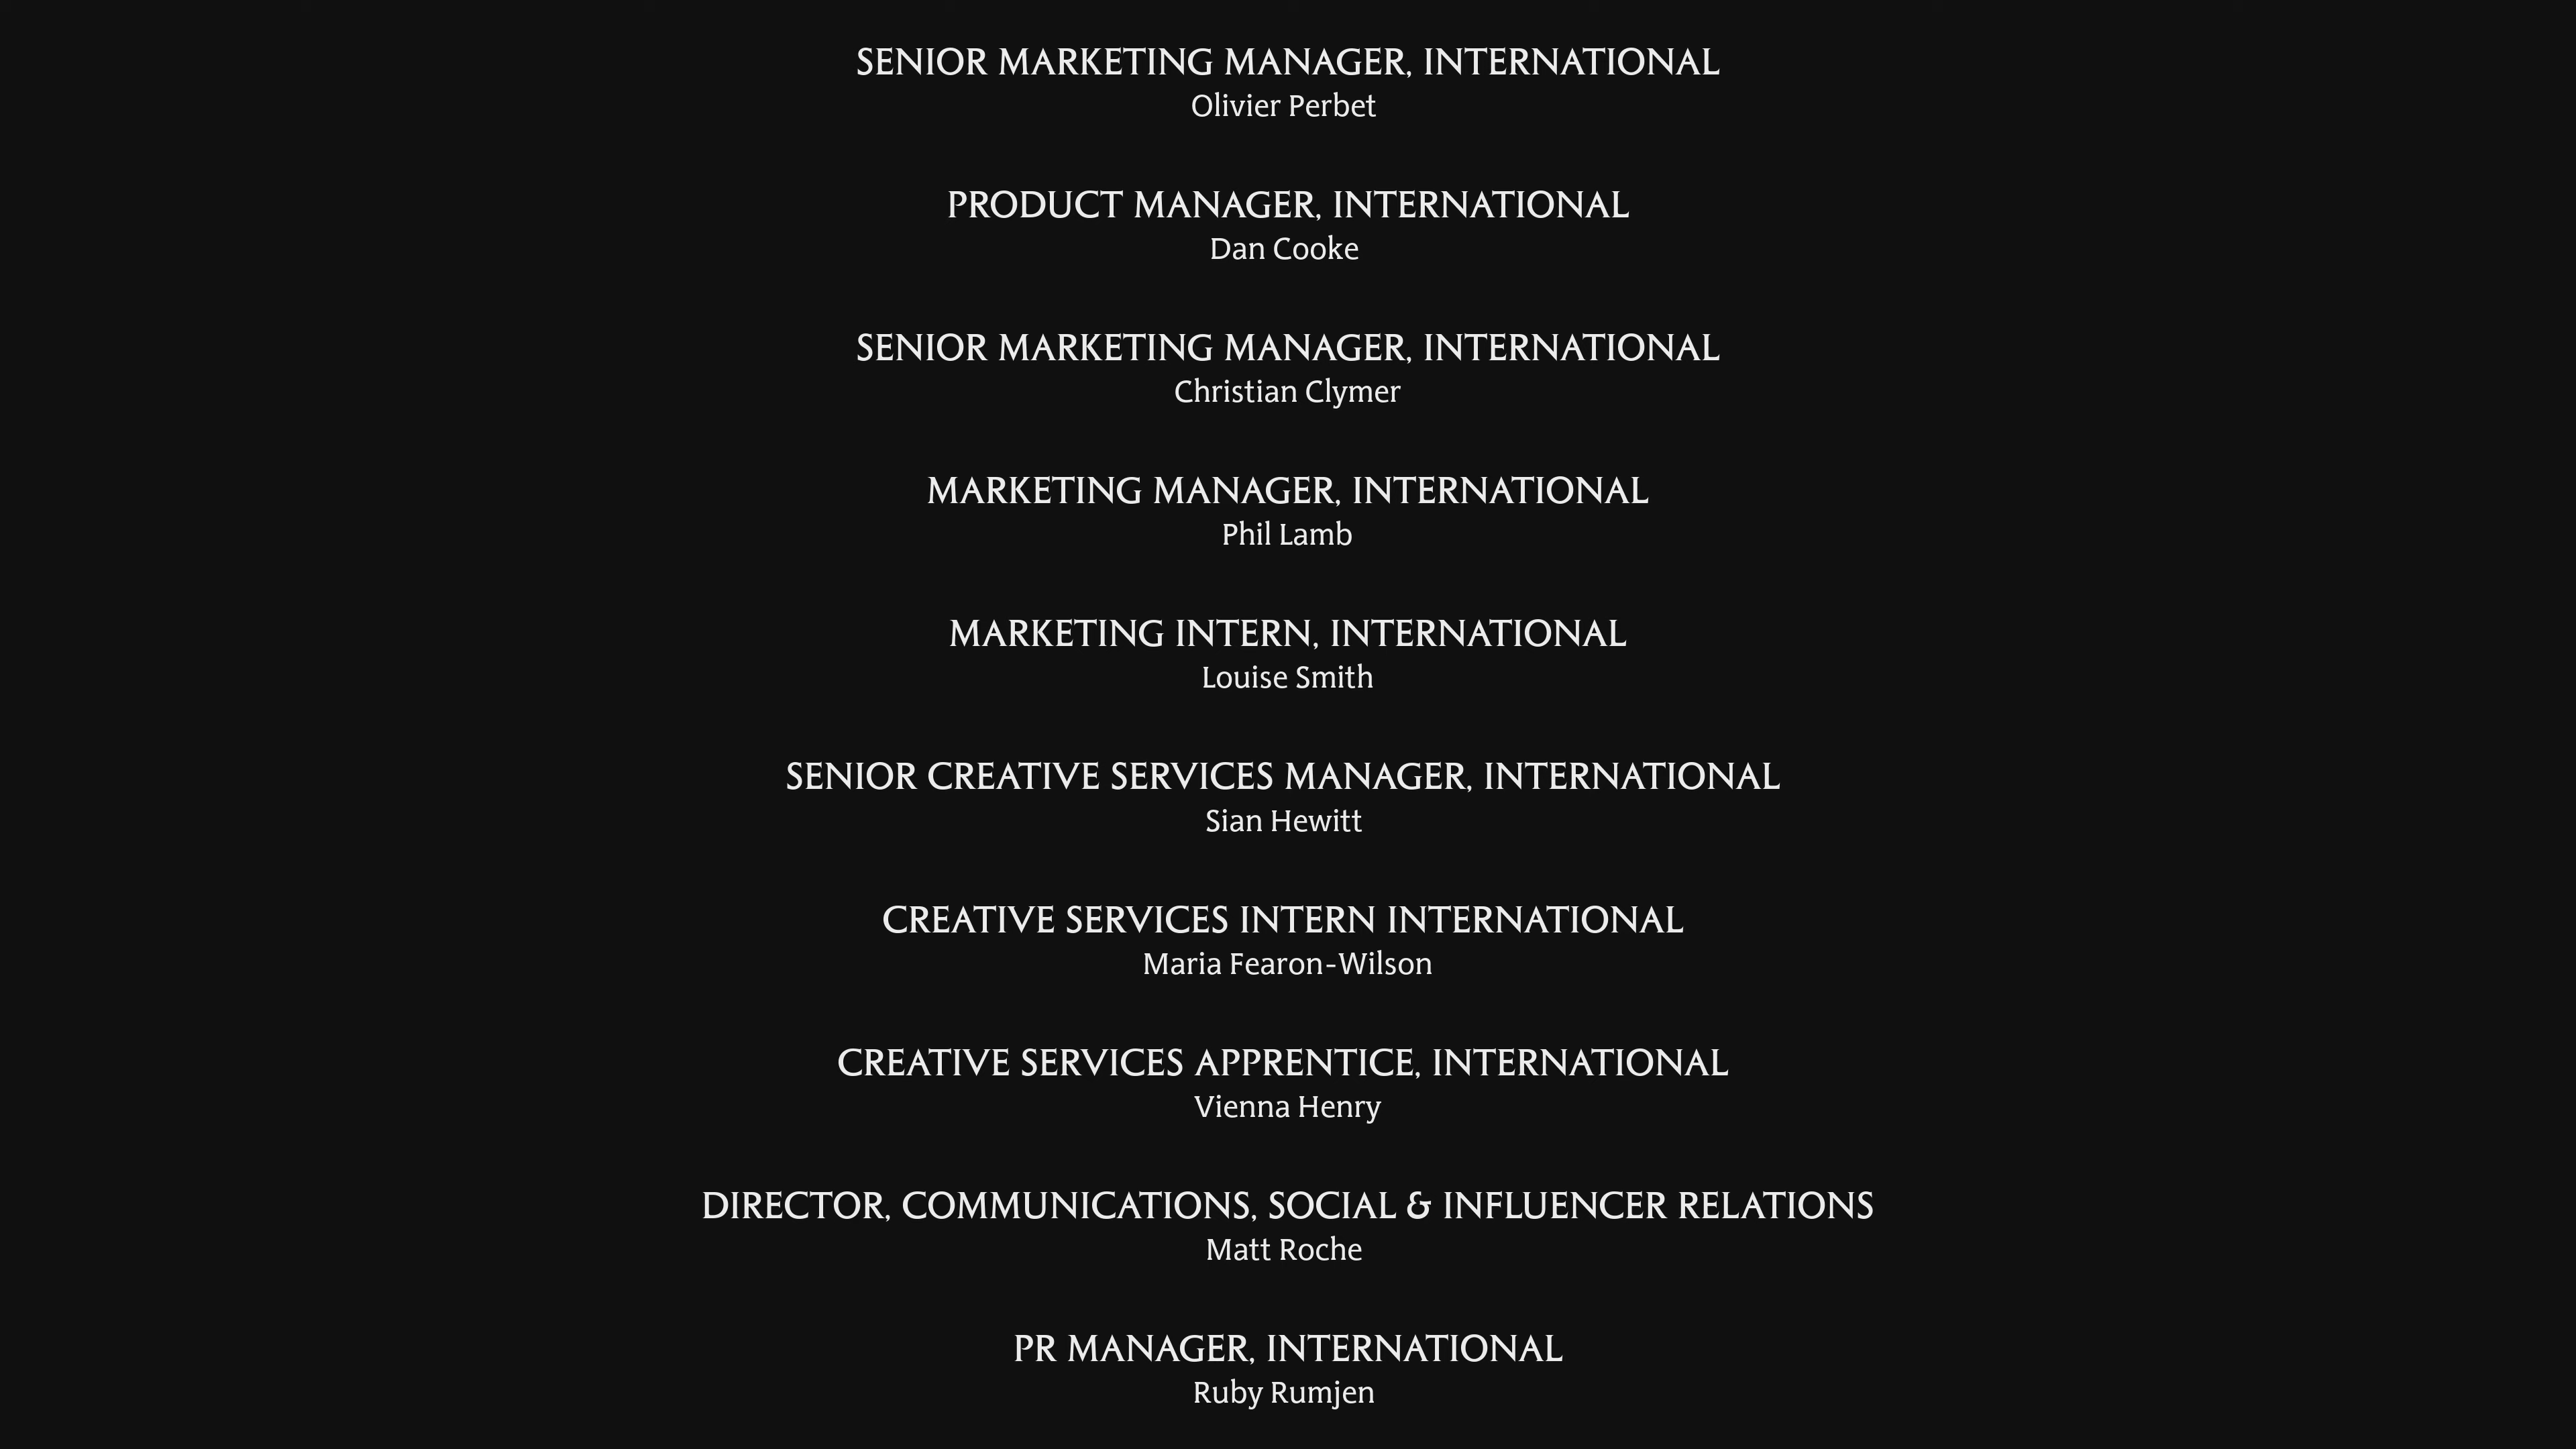 SENIOR MARKETING MANAGER, INTERNATIONAL
Olivier Perbet
PRODUCT MANAGER, INTERNATIONAL
Dan Cooke
SENIOR MARKETING MANAGER, INTERNATIONAL
Christian Clymer
MARKETING MANAGER, INTERNATIONAL
Phil Lamb
MARKETING INTERN, INTERNATIONAL
Louise Smith
SENIOR CREATIVE SERVICES MANAGER, INTERNATIONAL
Sian Hewitt
CREATIVE SERVICES INTERN INTERNATIONAL
Maria Fearon-Wilson
CREATIVE SERVICES APPRENTICE, INTERNATIONAL
Vienna Henry
DIRECTOR, COMMUNICATIONS, SOCIAL & INFLUENCER RELATIONS
Matt Roche
PR MANAGER, INTERNATIONAL
Ruby Rumjen